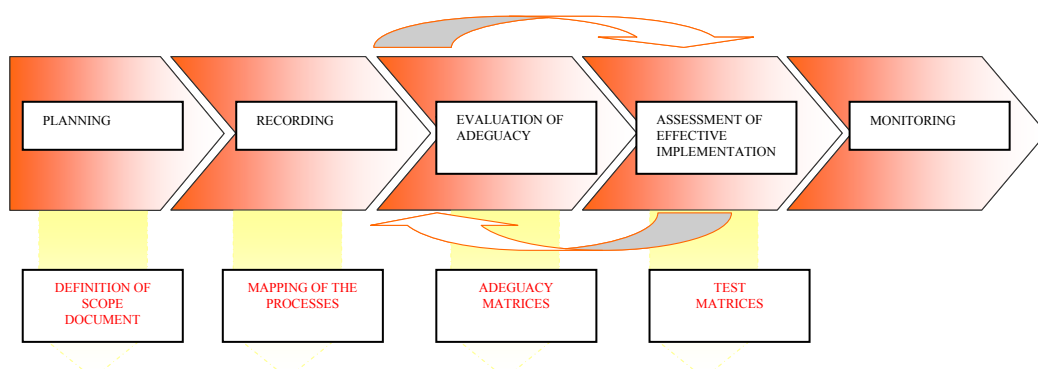 PLANNING
RECORDING
EVALUATION OF
ADEGUACY
ASSESSMENT OF
EFFECTIVE
IMPLEMENTATION
MONITORING
DEFINITION OF
SCOPE
DOCUMENT
MAPPING OF THE
PROCESSES
ADEGUACY
MATRICES
TEST
MATRICES